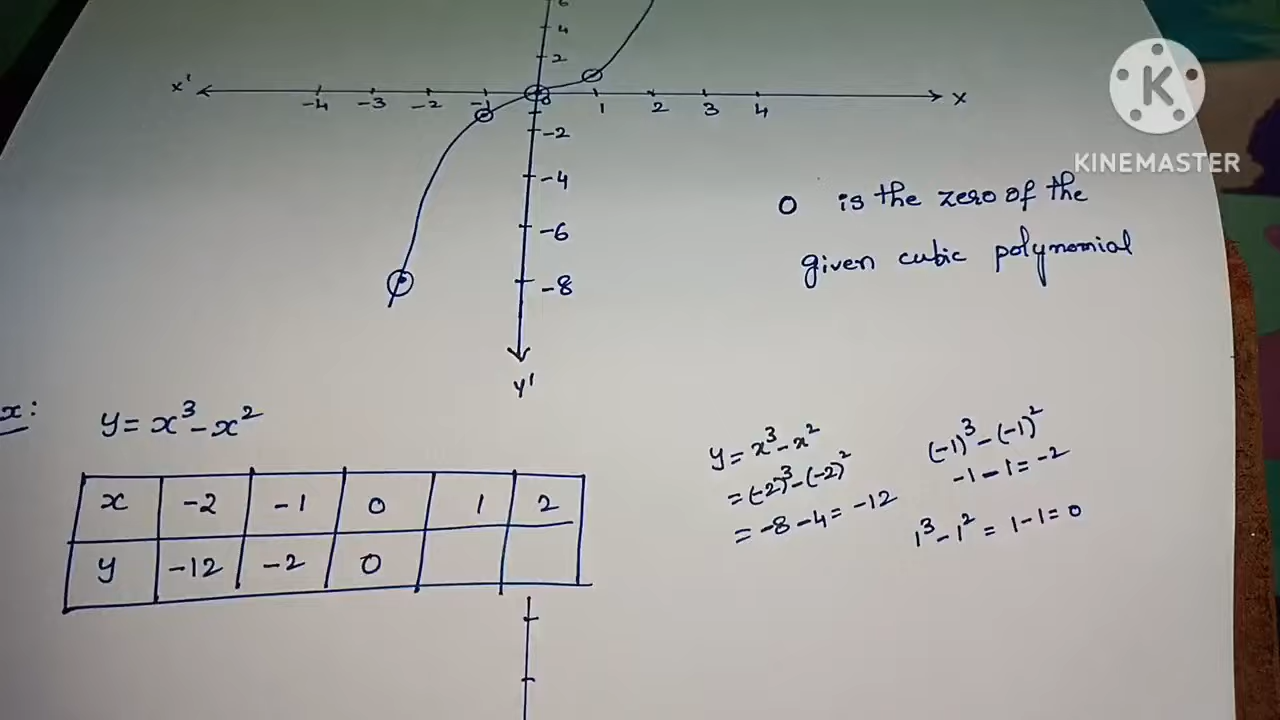 6
4
2
x' -4 -3 -2 -1 0 1 2 3 4 x
-2
-4
-6
-8
y'
KINEMASTER
0 is the zero of the
given cubic polynomial
x:
y = x³ - x²
x -2 -1 0 1 2
y -12 -2 0
y = x³ - x²
= (-2)³ - (-2)²
= -8 - 4 = -12
(-1)³ - (-1)²
-1 - 1 = -2
1³ - 1² = 1 - 1 = 0